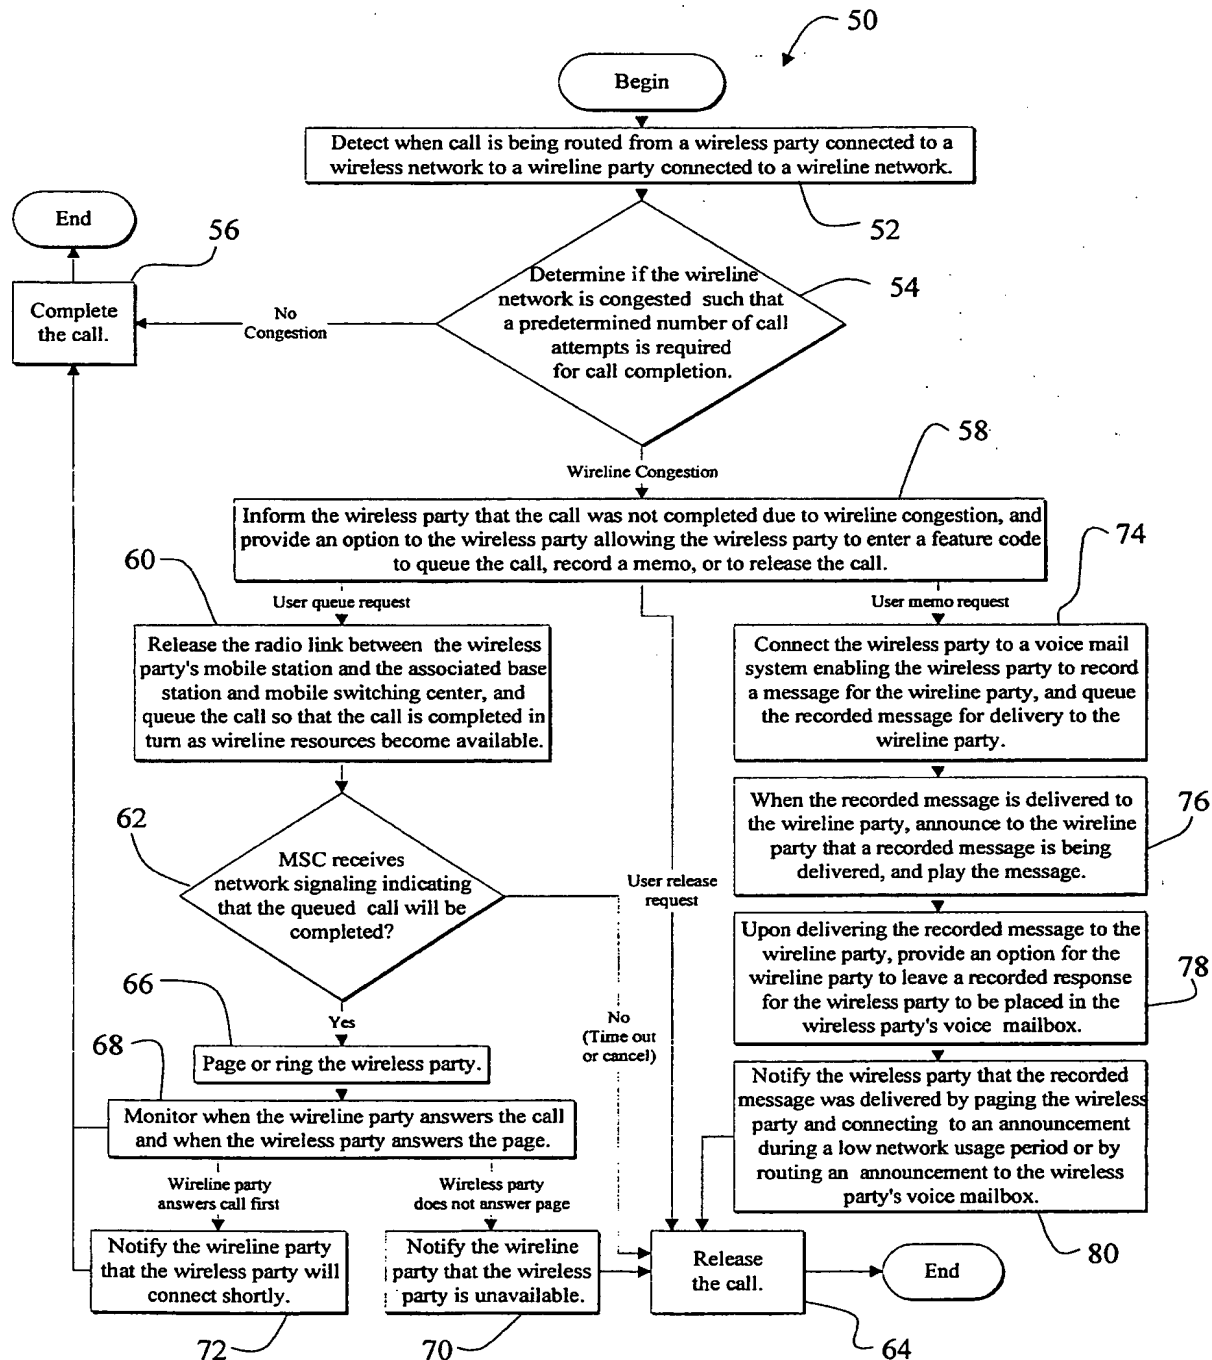 50
Begin
Detect when call is being routed from a wireless party connected to a
wireless network to a wireline party connected to a wireline network.
52
End
56
Complete
the call.
No
Congestion
Determine if the wireline
network is congested such that
a predetermined number of call
attempts is required
for call completion.
54
58
Wireline Congestion
Inform the wireless party that the call was not completed due to wireline congestion, and
provide an option to the wireless party allowing the wireless party to enter a feature code
to queue the call, record a memo, or to release the call.
60
74
User queue request
User memo request
Release the radio link between the wireless
party's mobile station and the associated base
station and mobile switching center, and
queue the call so that the call is completed in
turn as wireline resources become available.
Connect the wireless party to a voice mail
system enabling the wireless party to record
a message for the wireline party, and queue
the recorded message for delivery to the
wireline party.
62
MSC receives
network signaling indicating
that the queued call will be
completed?
User release
request
When the recorded message is delivered to
the wireline party, announce to the wireline
party that a recorded message is being
delivered, and play the message.
76
Upon delivering the recorded message to the
wireline party, provide an option for the
wireline party to leave a recorded response
for the wireless party to be placed in the
wireless party's voice mailbox.
78
66
Yes
No
(Time out
or cancel)
68
Page or ring the wireless party.
Monitor when the wireline party answers the call
and when the wireless party answers the page.
Notify the wireless party that the recorded
message was delivered by paging the wireless
party and connecting to an announcement
during a low network usage period or by
routing an announcement to the wireless
party's voice mailbox.
80
Wireline party
answers call first
Wireless party
does not answer page
Notify the wireline party
that the wireless party will
connect shortly.
72
Notify the wireline
party that the wireless
party is unavailable.
70
Release
the call.
64
End